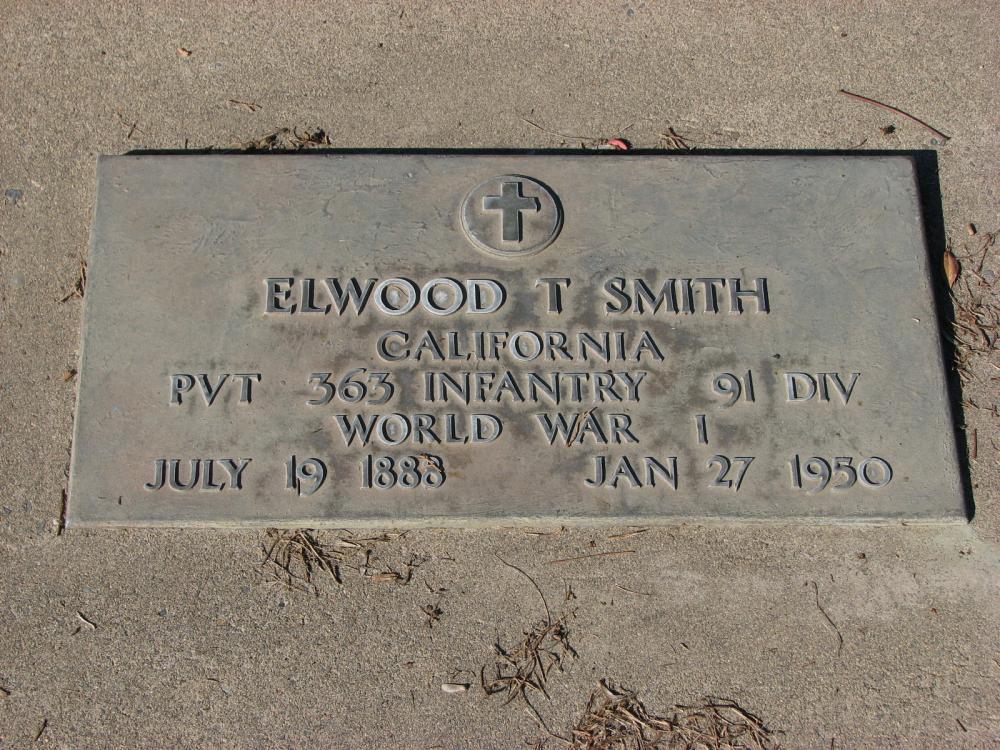 ELWOOD T SMITH
CALIFORNIA
PVT 363 INFANTRY 91 DIV
WORLD WAR I
JULY 19 1888 JAN 27 1950